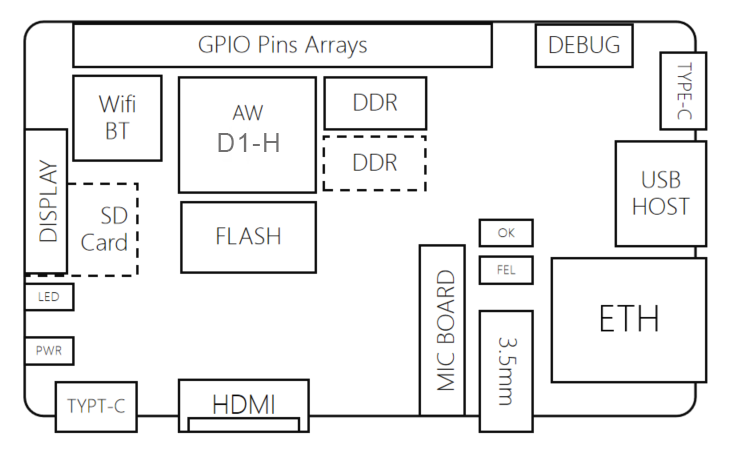 GPIO Pins Arrays
DEBUG
TYPE-C
Wifi
BT
AW
D1-H
DDR
DDR
USB
HOST
DISPLAY
SD
Card
FLASH
OK
FEL
LED
PWR
MIC BOARD
3.5mm
ETH
TYPT-C
HDMI